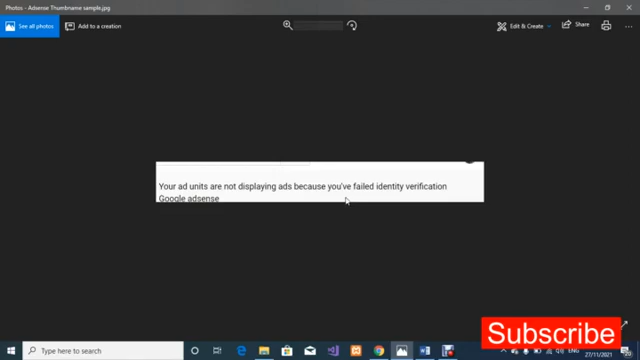 Photos - Adsense Thumbname sample.jpg
See all photos
Add to a creation
Edit & Create
Share
Your ad units are not displaying ads because you've failed identity verification
Google adsense
Subscribe
Type here to search
ENG
27/11/2021